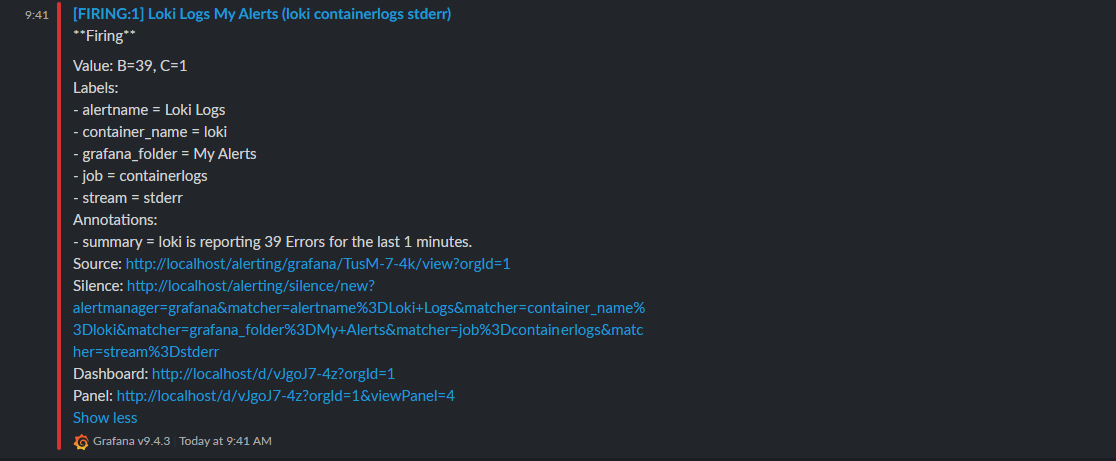 9:41
[FIRING:1] Loki Logs My Alerts (loki containerlogs stderr)
**Firing**
Value: B=39, C=1
Labels:
- alertname = Loki Logs
- container_name = loki
- grafana_folder = My Alerts
- job = containerlogs
- stream = stderr
Annotations:
- summary = loki is reporting 39 Errors for the last 1 minutes.
Source: http://localhost/alerting/grafana/TusM-7-4k/view?orgId=1
Silence: http://localhost/alerting/silence/new?
alertmanager=grafana&matcher=alertname%3DLoki+Logs&matcher=container_name%
3Dloki&matcher=grafana_folder%3DMy+Alerts&matcher=job%3Dcontainerlogs&matc
her=stream%3Dstderr
Dashboard: http://localhost/d/vJgoJ7-4z?orgId=1
Panel: http://localhost/d/vJgoJ7-4z?orgId=1&viewPanel=4
Show less
Grafana v9.4.3 | Today at 9:41 AM